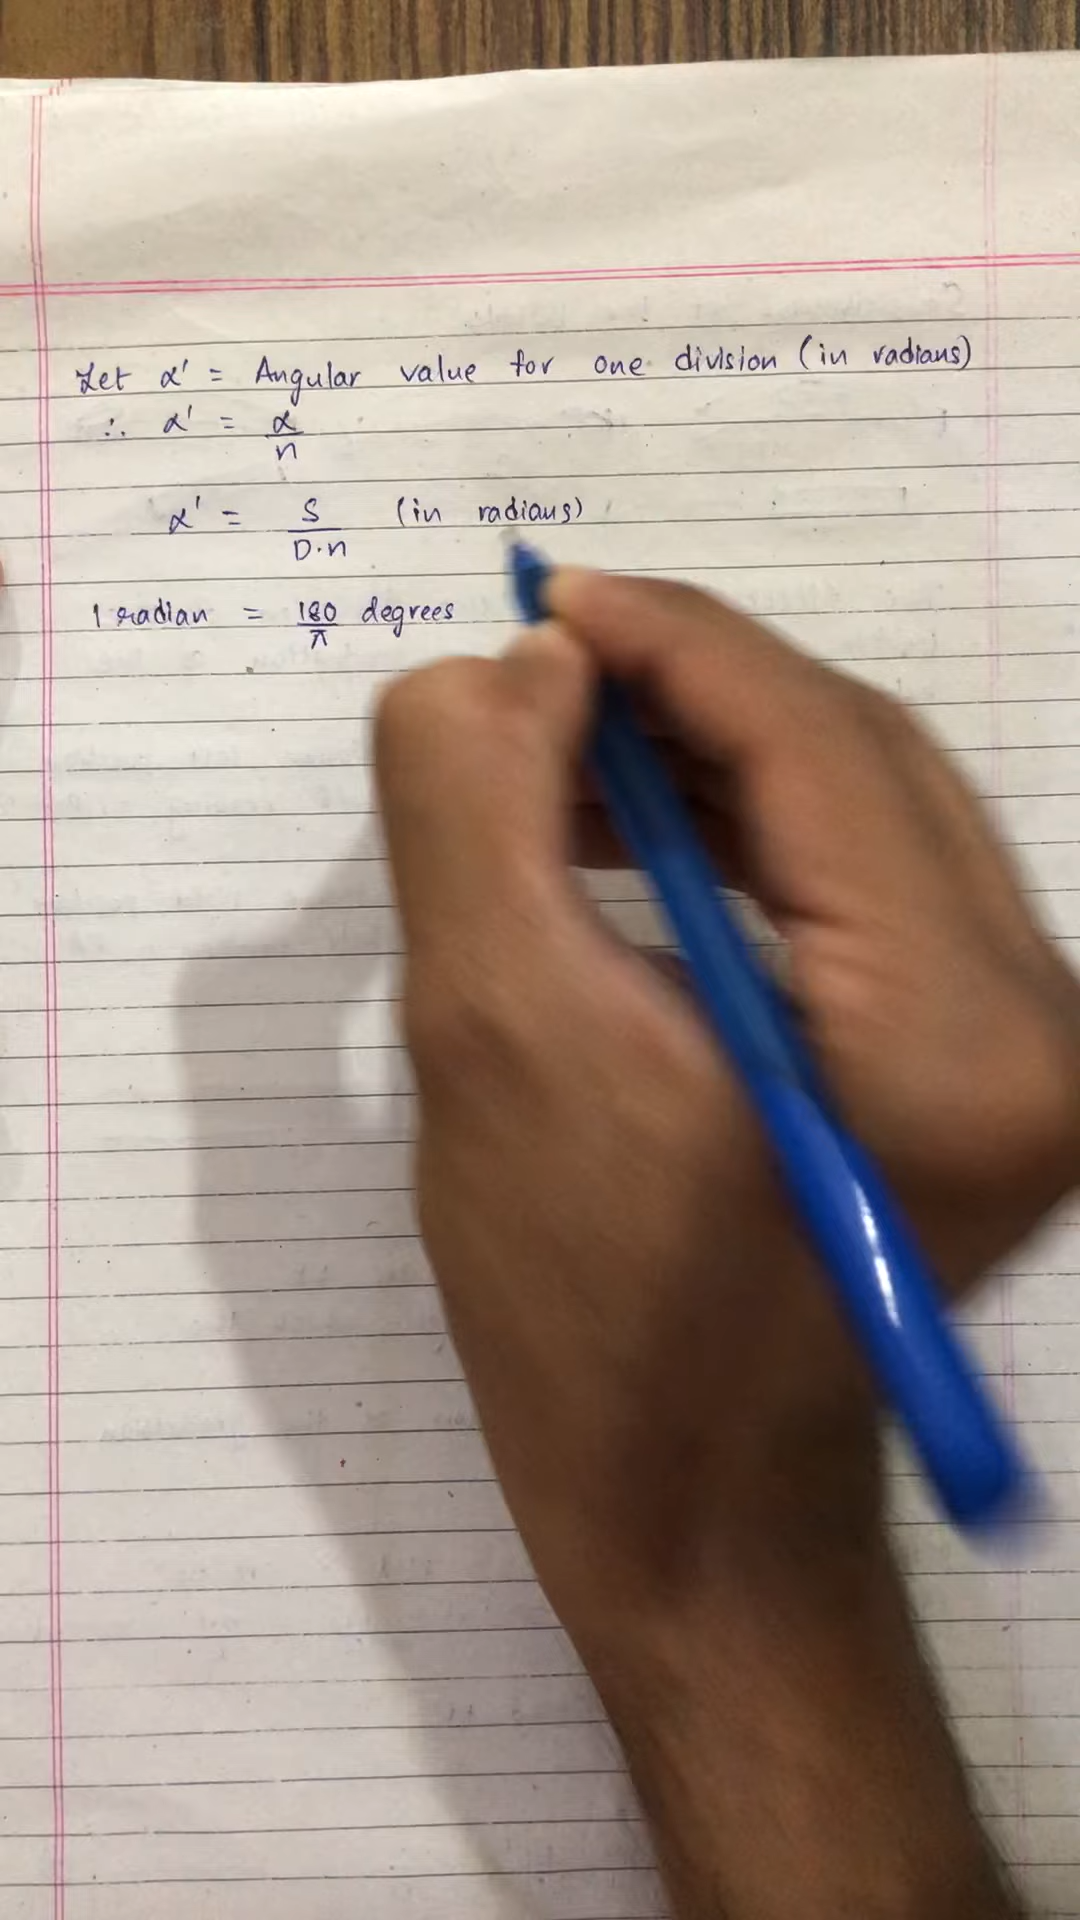 Let α' = Angular value for one division (in radians)
∴ α' = α/n
α' = S/D·n (in radians)
1 radian = 180/π degrees